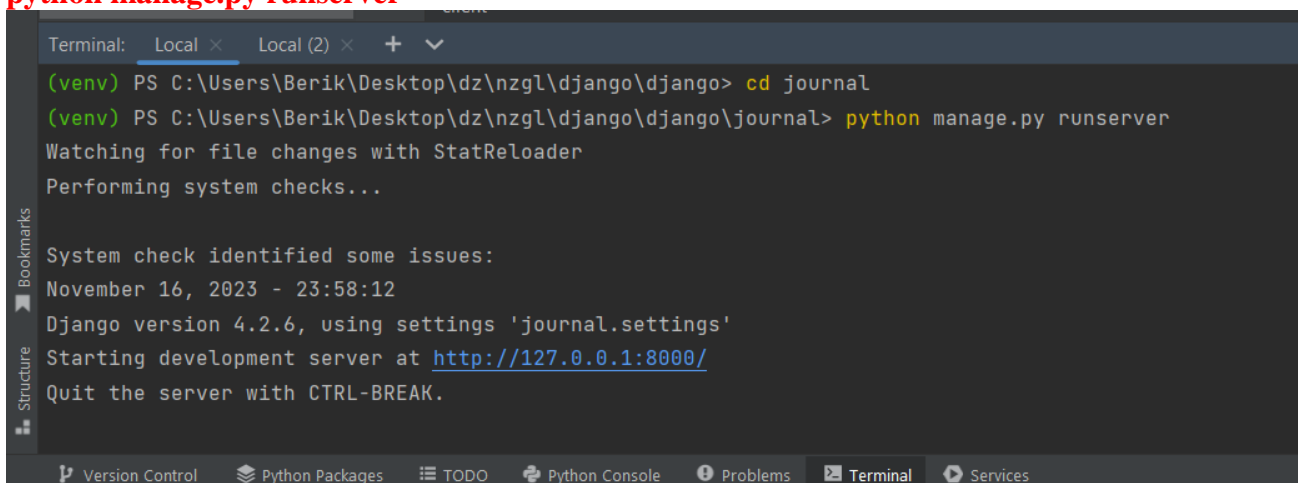 python manage.py runserver
Terminal: Local × Local (2) × +
(venv) PS C:\Users\Berik\Desktop\dz\nzgl\django\django> cd journal
(venv) PS C:\Users\Berik\Desktop\dz\nzgl\django\django\journal> python manage.py runserver
Watching for file changes with StatReloader
Performing system checks...
System check identified some issues:
November 16, 2023 - 23:58:12
Django version 4.2.6, using settings 'journal.settings'
Starting development server at http://127.0.0.1:8000/
Quit the server with CTRL-BREAK.
Bookmarks
Structure
Version Control Python Packages TODO Python Console Problems Terminal Services